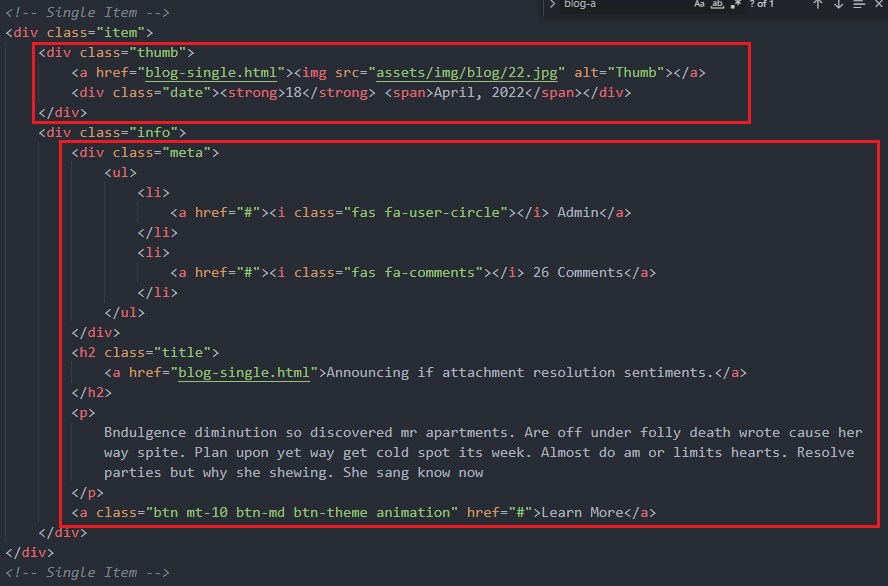 blog-a Aa ab .* ? of 1
<!-- Single Item -->
<div class="item">
<div class="thumb">
<a href="blog-single.html"><img src="assets/img/blog/22.jpg" alt="Thumb"></a>
<div class="date"><strong>18</strong> <span>April, 2022</span></div>
</div>
<div class="info">
<div class="meta">
<ul>
<li>
<a href="#"><i class="fas fa-user-circle"></i> Admin</a>
</li>
<li>
<a href="#"><i class="fas fa-comments"></i> 26 Comments</a>
</li>
</ul>
</div>
<h2 class="title">
<a href="blog-single.html">Announcing if attachment resolution sentiments.</a>
</h2>
<p>
Bndulgence diminution so discovered mr apartments. Are off under folly death wrote cause her
way spite. Plan upon yet way get cold spot its week. Almost do am or limits hearts. Resolve
parties but why she shewing. She sang know now
</p>
<a class="btn mt-10 btn-md btn-theme animation" href="#">Learn More</a>
</div>
</div>
<!-- Single Item -->